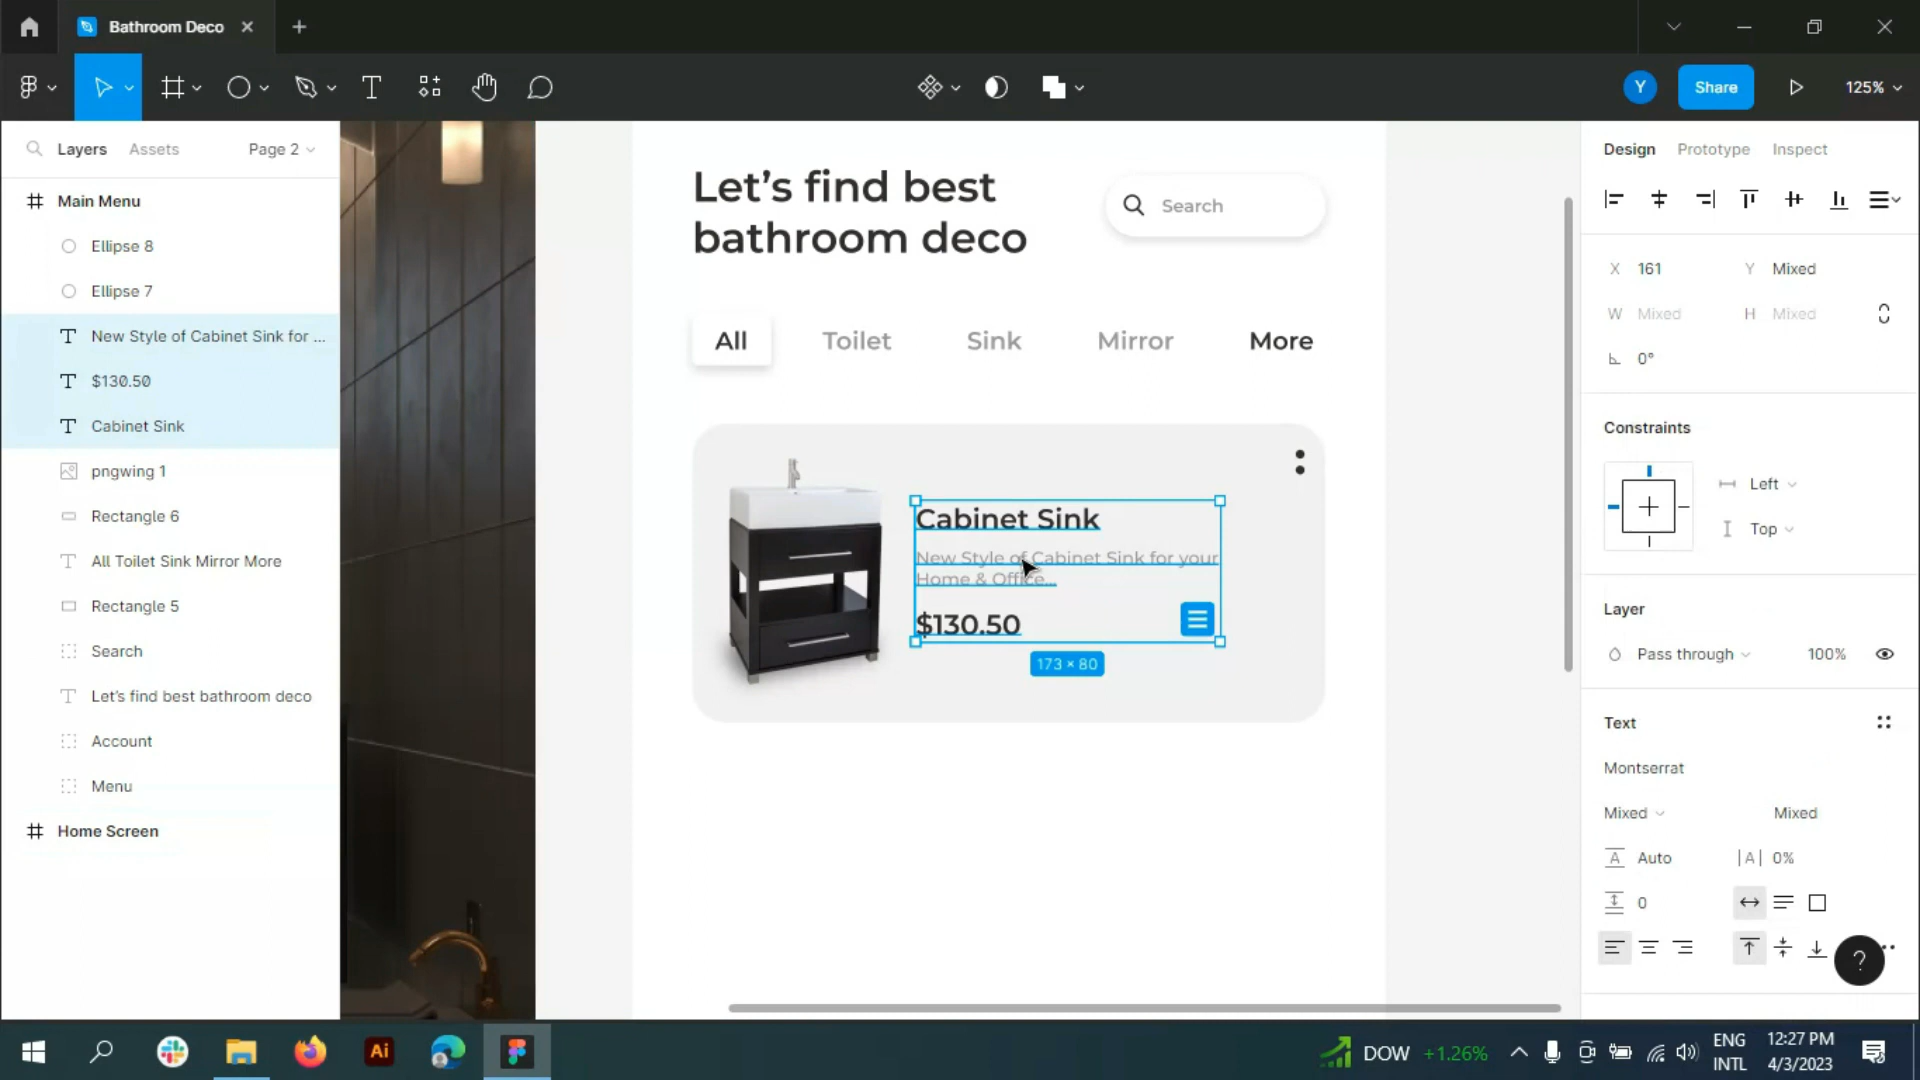 Bathroom Deco
Y
Share
125%
Layers
Assets
Page 2
Main Menu
Ellipse 8
Ellipse 7
New Style of Cabinet Sink for ...
$130.50
Cabinet Sink
pngwing 1
Rectangle 6
All Toilet Sink Mirror More
Rectangle 5
Search
Let's find best bathroom deco
Account
Menu
Home Screen
Let's find best
bathroom deco
Search
All
Toilet
Sink
Mirror
More
Cabinet Sink
New Style of Cabinet Sink for your
Home & Office...
$130.50
173 × 80
Design
Prototype
Inspect
X 161
Y Mixed
W Mixed
H Mixed
0°
Constraints
Left
Top
Layer
Pass through
100%
Text
Montserrat
Mixed
Mixed
A Auto
|A| 0%
0
?
Ai
DOW +1.26%
ENG
INTL
12:27 PM
4/3/2023